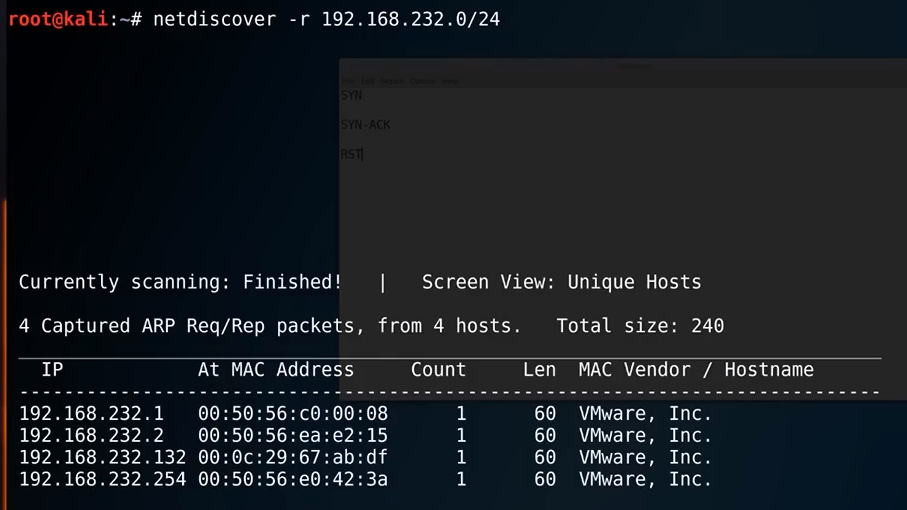 root@kali:~# netdiscover -r 192.168.232.0/24
File Edit Search Options Help
SYN
SYN-ACK
RST
Currently scanning: Finished! | Screen View: Unique Hosts
4 Captured ARP Req/Rep packets, from 4 hosts. Total size: 240
IP At MAC Address Count Len MAC Vendor / Hostname
192.168.232.1 00:50:56:c0:00:08 1 60 VMware, Inc.
192.168.232.2 00:50:56:ea:e2:15 1 60 VMware, Inc.
192.168.232.132 00:0c:29:67:ab:df 1 60 VMware, Inc.
192.168.232.254 00:50:56:e0:42:3a 1 60 VMware, Inc.